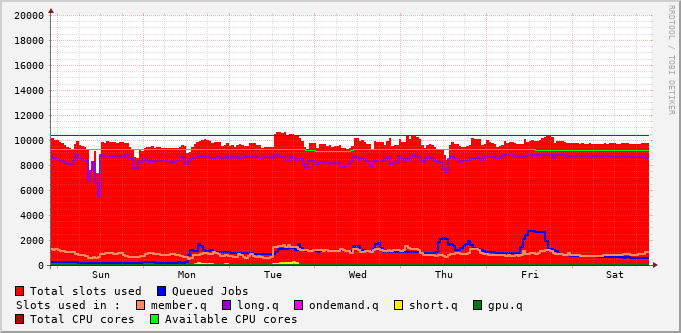 20000
18000
16000
14000
12000
10000
8000
6000
4000
2000
0
Sun Mon Tue Wed Thu Fri Sat
RRDTOOL / TOBI OETIKER
Total slots used Queued Jobs
Slots used in : member.q long.q ondemand.q short.q gpu.q
Total CPU cores Available CPU cores